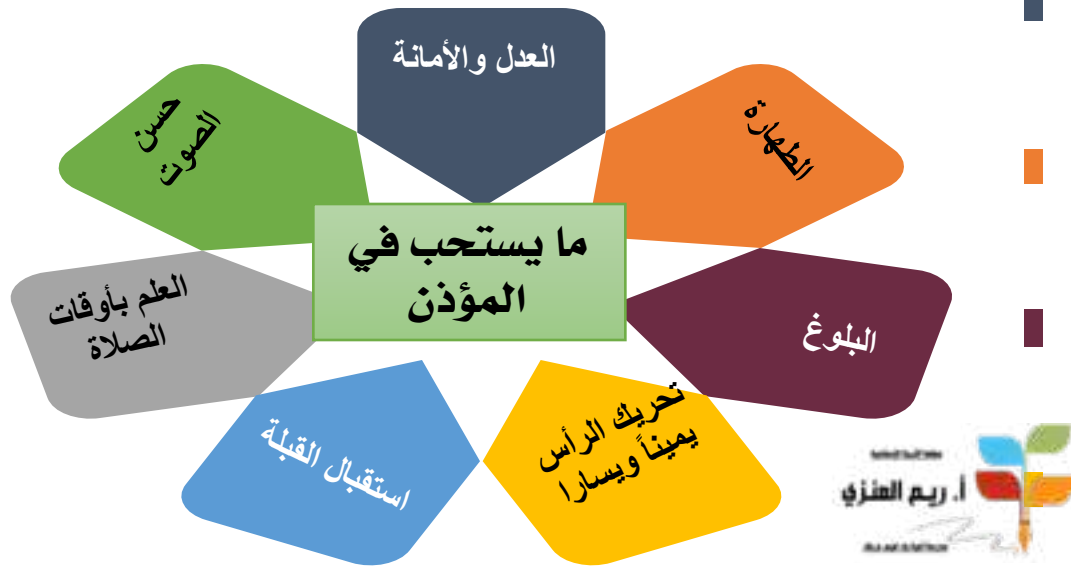 العدل والأمانة
الطهارة
حسن
الصوت
ما يستحب في
المؤذن
البلوغ
العلم بأوقات
الصلاة
تحريك الرأس
يميناً ويسارا
استقبال القبلة
أ. ريم العنزي